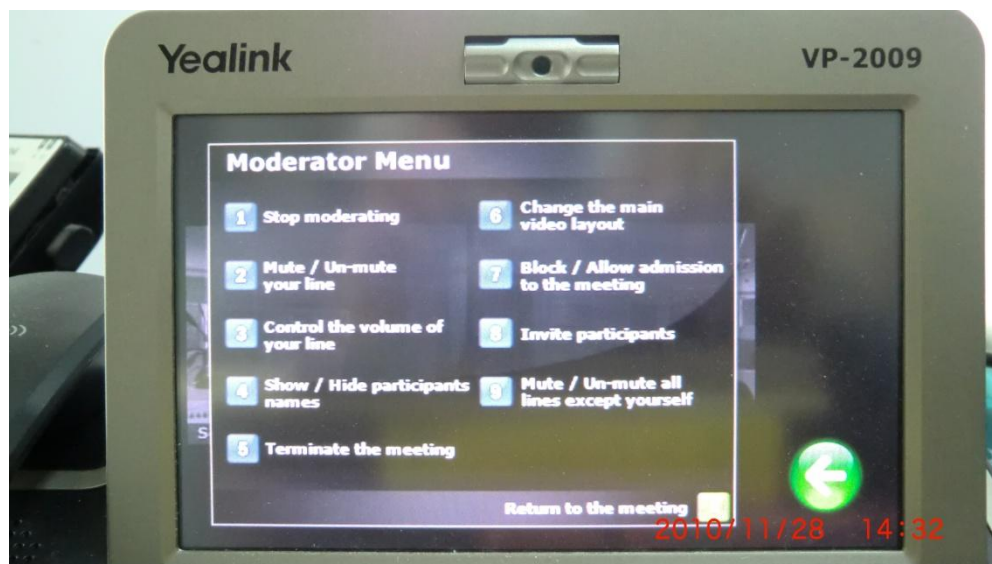 Yealink
VP-2009
Moderator Menu
1 Stop moderating
2 Mute / Un-mute
your line
3 Control the volume of
your line
4 Show / Hide participants
names
5 Terminate the meeting
6 Change the main
video layout
7 Block / Allow admission
to the meeting
8 Invite participants
9 Mute / Un-mute all
lines except yourself
Return to the meeting
2010/11/28 14:32